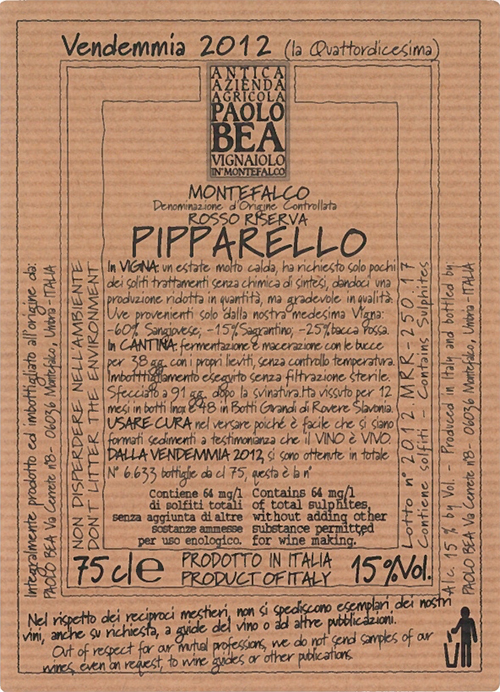 Vendemmia 2012 (la Quattordicesima)
ANTICA
AZIENDA
AGRICOLA
PAOLO
BEA
VIGNAIOLO
IN MONTEFALCO
MONTEFALCO
Denominazione d'Origine Controllata
ROSSO RISERVA
PIPPARELLO
In VIGNA: un estate molto calda, ha richiesto solo pochi
dei soliti trattamenti senza chimica di sintesi, dandoci una
produzione ridotta in quantità, ma gradevole in qualità.
Uve provenienti solo dalla nostra medesima Vigna:
-60% Sangiovese; -15% Sagrantino; -25% bacca Rossa.
In CANTINA: fermentazione e macerazione con le bucce
per 38 gg. con i propri lieviti, senza controllo temperatura.
Imbottigliamento eseguito senza filtrazione sterile.
Sfecciato a 91 gg. dopo la svinatura. Ha vissuto per 12
mesi in botti Inox e 48 in Botti Grandi di Rovere Slavonia.
USARE CURA nel versare poiché è facile che si siano
formati sedimenti a testimonianza che il VINO è VIVO.
DALLA VENDEMMIA 2012, si sono ottenute in totale
N° 6.633 bottiglie da cl 75, questa è la n°
Contiene 64 mg/l
di solfiti totali
senza aggiunta di altre
sostanze ammesse
per uso enologico.
Contains 64 mg/l
of total sulphites,
without adding other
substance permitted
for wine making.
75 cl e
PRODOTTO IN ITALIA
PRODUCT OF ITALY
15%Vol.
Integralmente prodotto ed imbottigliato all'origine da:
PAOLO BEA Via Cerrete n°8 - 06036 Montefalco, Umbria - ITALIA
NON DISPERDERE NELL'AMBIENTE
DON'T LITTER THE ENVIRONMENT
Lotto n° 2012 MRR-250.17
Contiene solfiti - Contains Sulphites
Alc. 15 % by Vol. - Produced in Italy and bottled by:
PAOLO BEA Via Cerrete n°8 - 06036 Montefalco, Umbria - ITALIA
Nel rispetto dei reciproci mestieri, non si spediscono esemplari dei nostri
vini, anche su richiesta, a guide del vino o ad altre pubblicazioni.
Out of respect for our mutual professions, we do not send samples of our
wines, even on request, to wine guides or other publications.